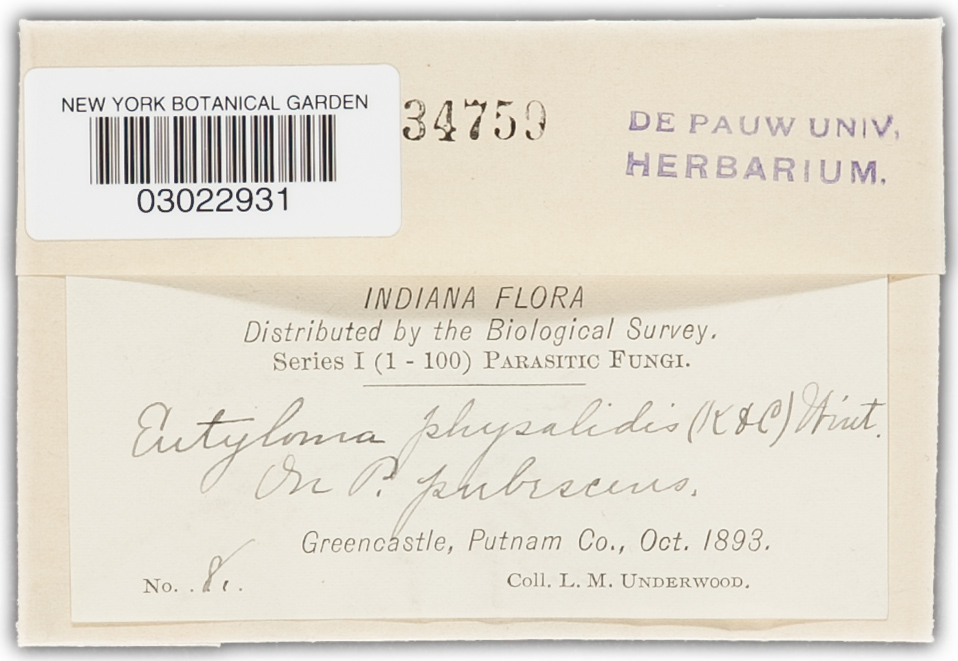 NEW YORK BOTANICAL GARDEN
03022931
34759
DE PAUW UNIV,
HERBARIUM.
INDIANA FLORA
Distributed by the Biological Survey.
Series I (1 - 100) PARASITIC FUNGI.
Entyloma physalidis (K & C) Wint.
On P. pubescens.
Greencastle, Putnam Co., Oct. 1893.
No. . 8. .
Coll. L. M. UNDERWOOD.